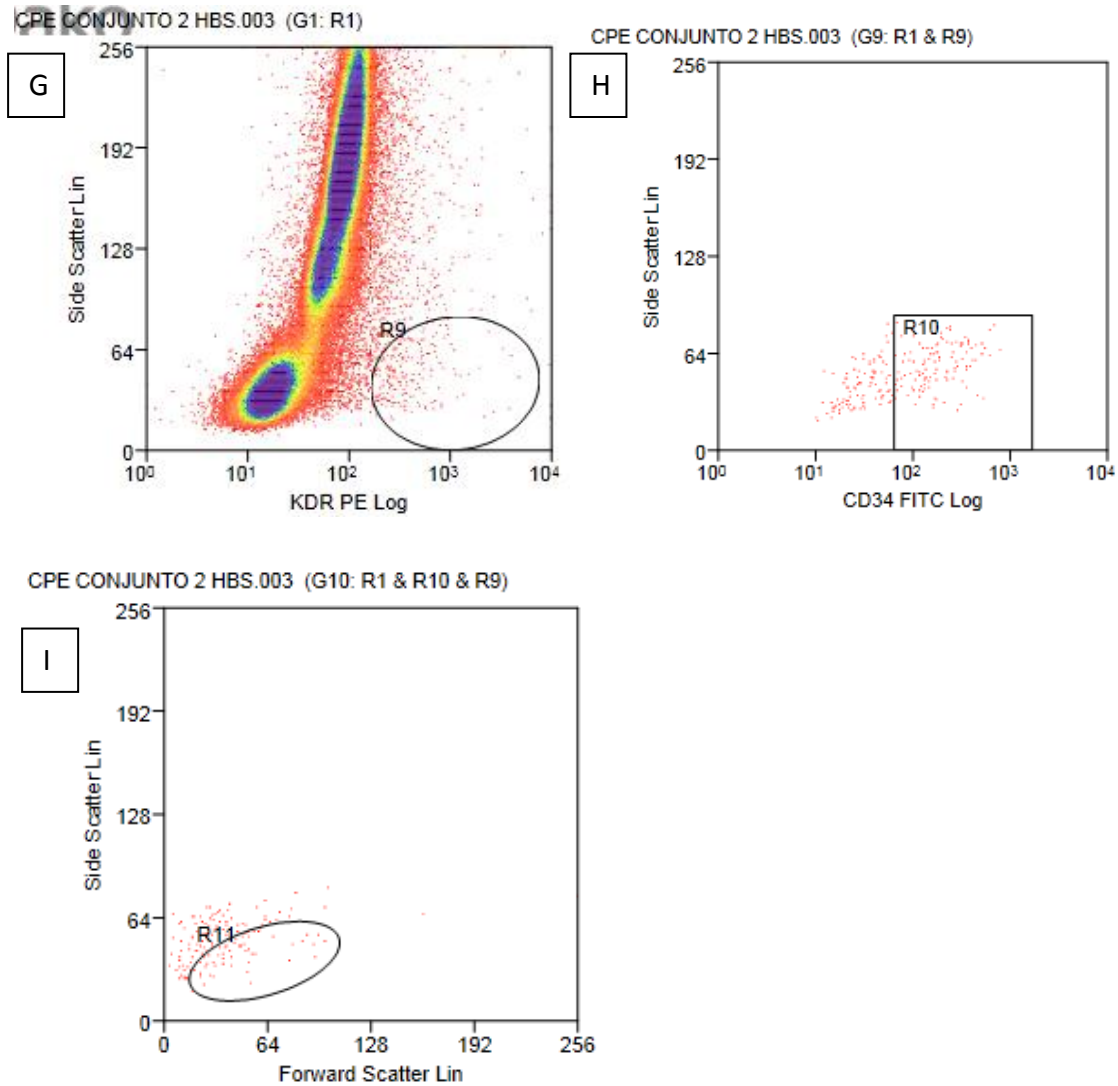 CPE CONJUNTO 2 HBS.003 (G1: R1)
G
256
192
128
64
0
Side Scatter Lin
R9
10⁰ 10¹ 10² 10³ 10⁴
KDR PE Log
CPE CONJUNTO 2 HBS.003 (G9: R1 & R9)
H
256
192
128
64
0
Side Scatter Lin
R10
10⁰ 10¹ 10² 10³ 10⁴
CD34 FITC Log
CPE CONJUNTO 2 HBS.003 (G10: R1 & R10 & R9)
I
256
192
128
64
0
Side Scatter Lin
R11
0 64 128 192 256
Forward Scatter Lin